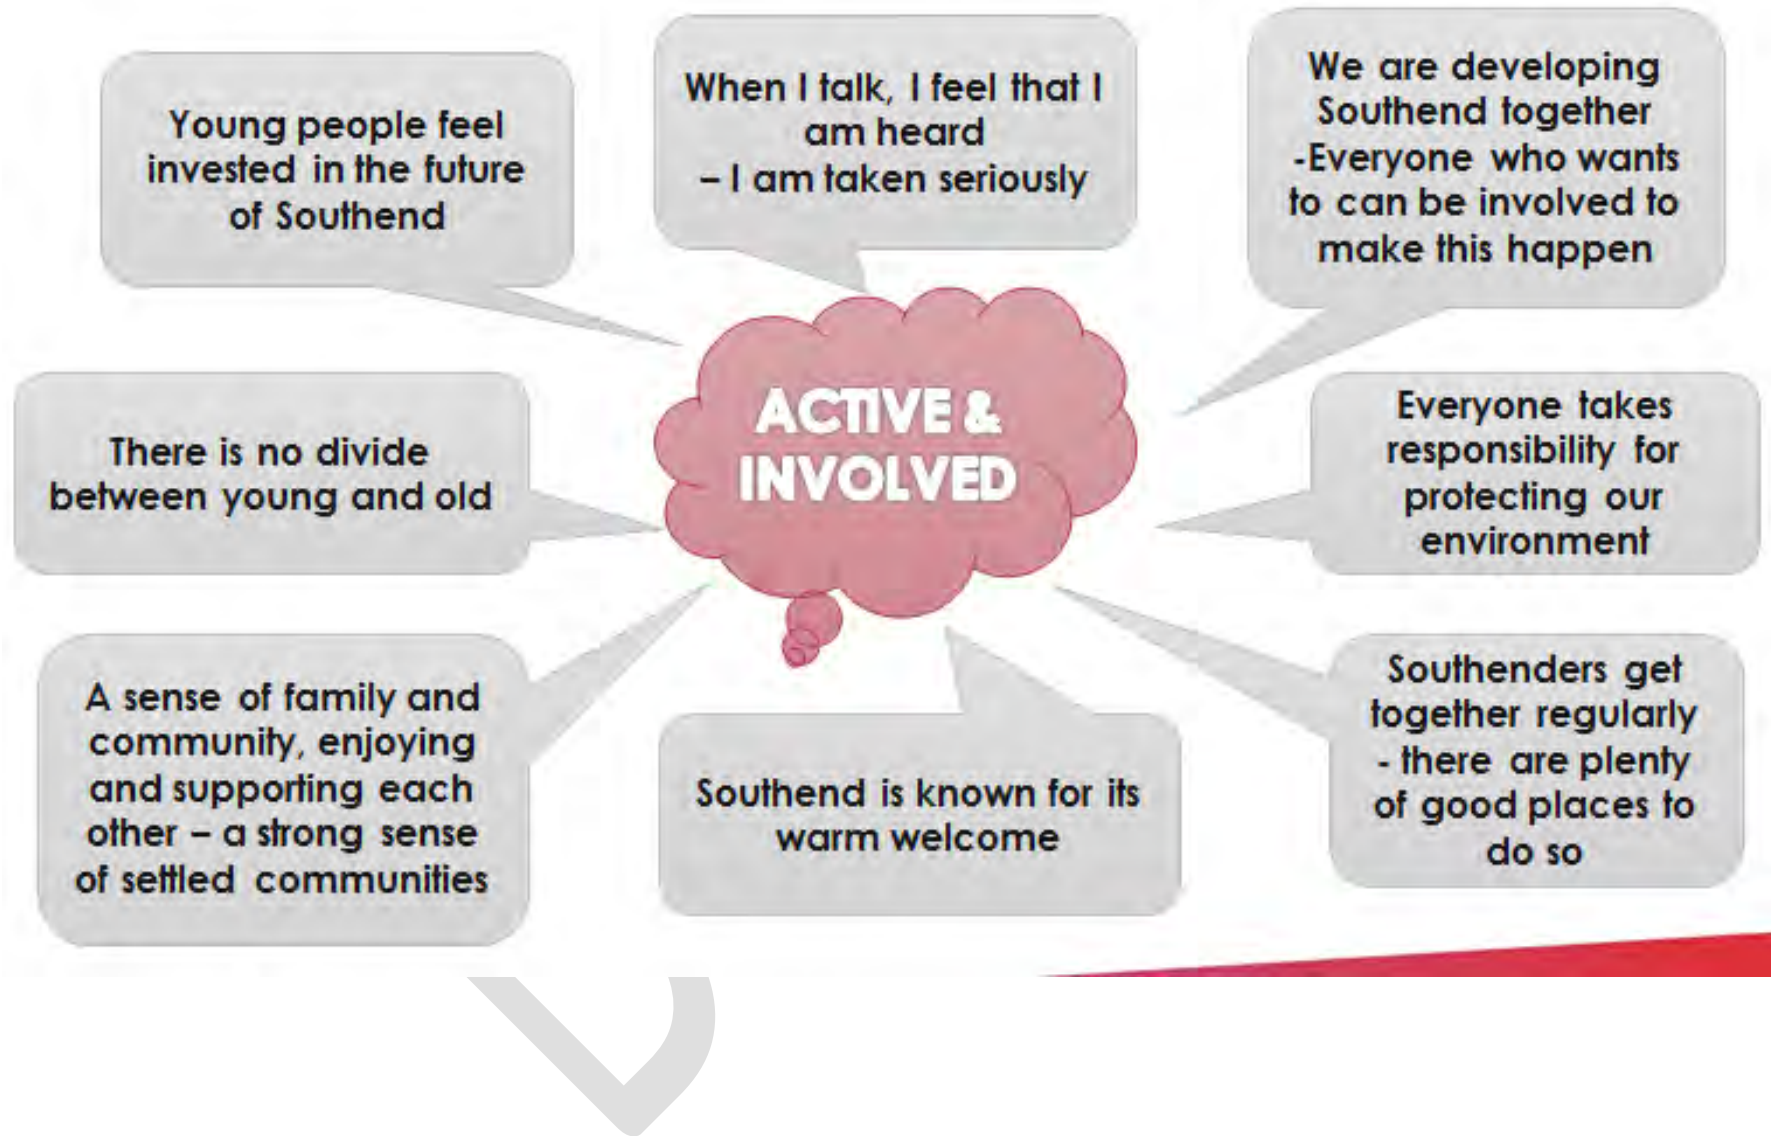 Young people feel
invested in the future
of Southend
When I talk, I feel that I
am heard
– I am taken seriously
We are developing
Southend together
-Everyone who wants
to can be involved to
make this happen
There is no divide
between young and old
ACTIVE &
INVOLVED
Everyone takes
responsibility for
protecting our
environment
A sense of family and
community, enjoying
and supporting each
other – a strong sense
of settled communities
Southend is known for its
warm welcome
Southenders get
together regularly
- there are plenty
of good places to
do so